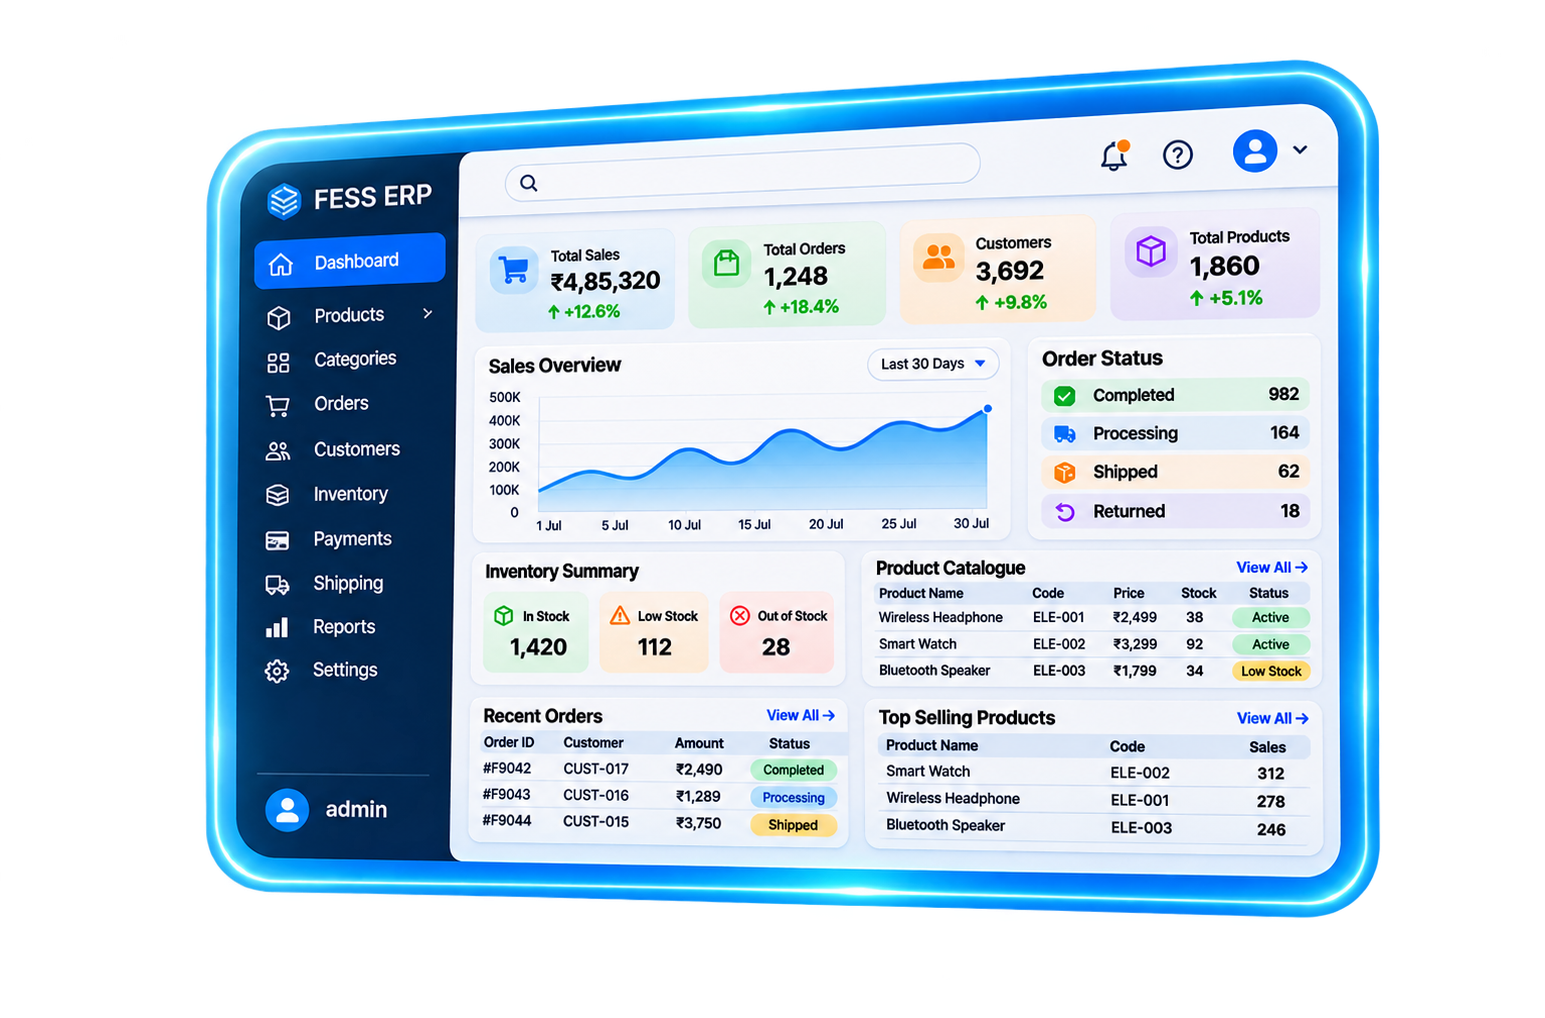 FESS ERP
Dashboard
Products
Categories
Orders
Customers
Inventory
Payments
Shipping
Reports
Settings
admin
Total Sales
₹4,85,320
+12.6%
Total Orders
1,248
+18.4%
Customers
3,692
+9.8%
Total Products
1,860
+5.1%
Sales Overview
Last 30 Days
500K
400K
300K
200K
100K
0
1 Jul 5 Jul 10 Jul 15 Jul 20 Jul 25 Jul 30 Jul
Order Status
Completed 982
Processing 164
Shipped 62
Returned 18
Inventory Summary
In Stock
1,420
Low Stock
112
Out of Stock
28
Product Catalogue View All →
Product Name Code Price Stock Status
Wireless Headphone ELE-001 ₹2,499 38 Active
Smart Watch ELE-002 ₹3,299 92 Active
Bluetooth Speaker ELE-003 ₹1,799 34 Low Stock
Recent Orders View All →
Order ID Customer Amount Status
#F9042 CUST-017 ₹2,490 Completed
#F9043 CUST-016 ₹1,289 Processing
#F9044 CUST-015 ₹3,750 Shipped
Top Selling Products View All →
Product Name Code Sales
Smart Watch ELE-002 312
Wireless Headphone ELE-001 278
Bluetooth Speaker ELE-003 246